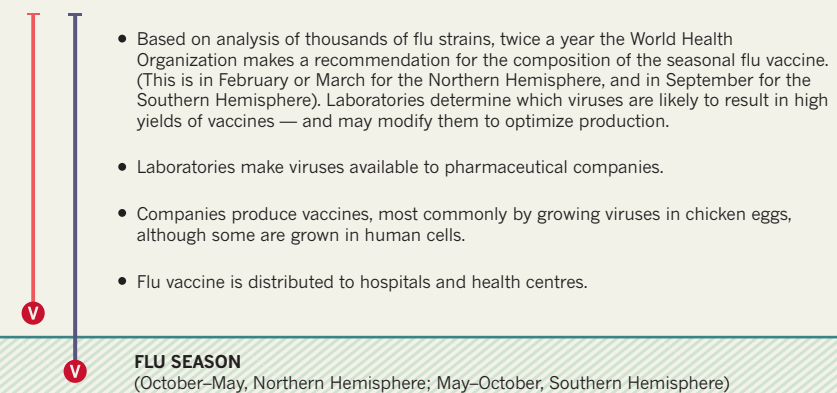 • Based on analysis of thousands of flu strains, twice a year the World Health
Organization makes a recommendation for the composition of the seasonal flu vaccine.
(This is in February or March for the Northern Hemisphere, and in September for the
Southern Hemisphere). Laboratories determine which viruses are likely to result in high
yields of vaccines — and may modify them to optimize production.
• Laboratories make viruses available to pharmaceutical companies.
• Companies produce vaccines, most commonly by growing viruses in chicken eggs,
although some are grown in human cells.
• Flu vaccine is distributed to hospitals and health centres.
V
V
FLU SEASON
(October–May, Northern Hemisphere; May–October, Southern Hemisphere)